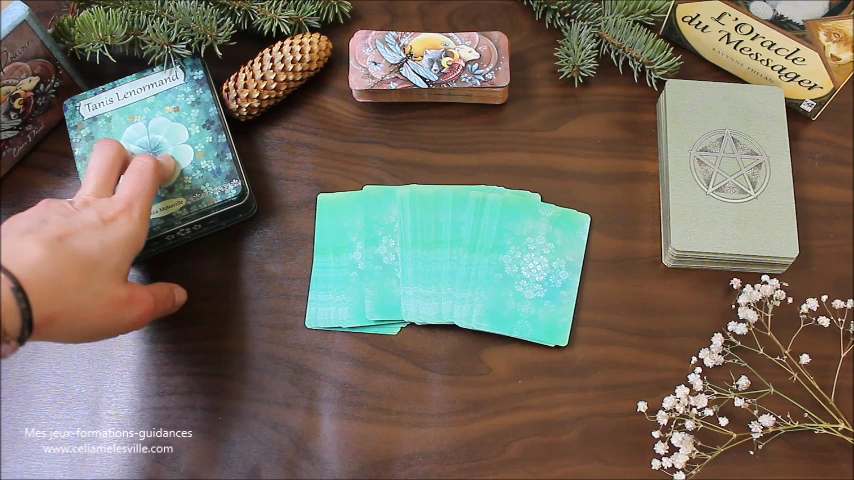 Tanis Lenormand
L'Oracle
du Messager
Mes jeux-formations-guidances
www.celiamelesville.com